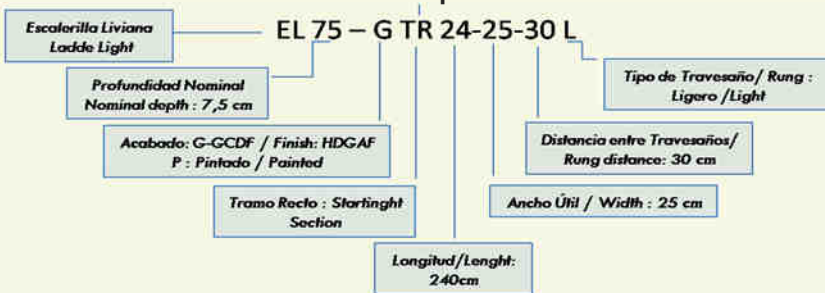 EL 75 – G TR 24-25-30 L
Escalerilla Liviana
Ladde Light
Profundidad Nominal
Nominal depth : 7,5 cm
Acabado: G-GCDF / Finish: HDGAF
P : Pintado / Painted
Tramo Recto : Startinght
Section
Longitud/Lenght:
240cm
Ancho Útil / Width : 25 cm
Distancia entre Travesaños/
Rung distance: 30 cm
Tipo de Travesaño/ Rung :
Ligero /Light